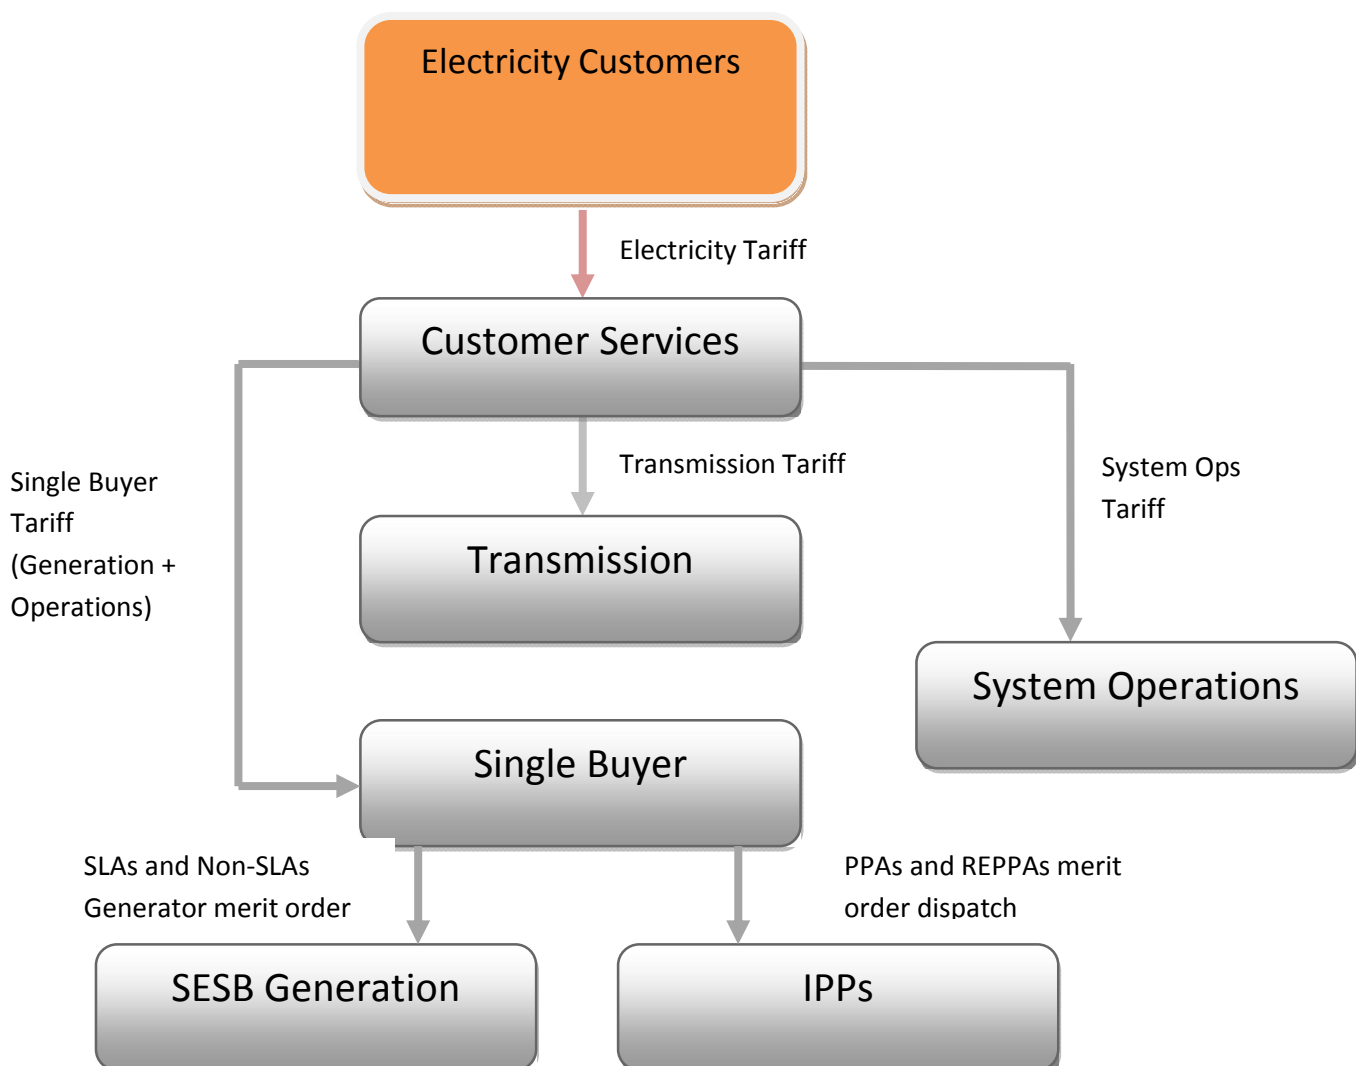 Electricity Customers
Electricity Tariff
Customer Services
Single Buyer
Tariff
(Generation +
Operations)
Transmission Tariff
System Ops
Tariff
Transmission
System Operations
Single Buyer
SLAs and Non-SLAs
Generator merit order
PPAs and REPPAs merit
order dispatch
SESB Generation
IPPs